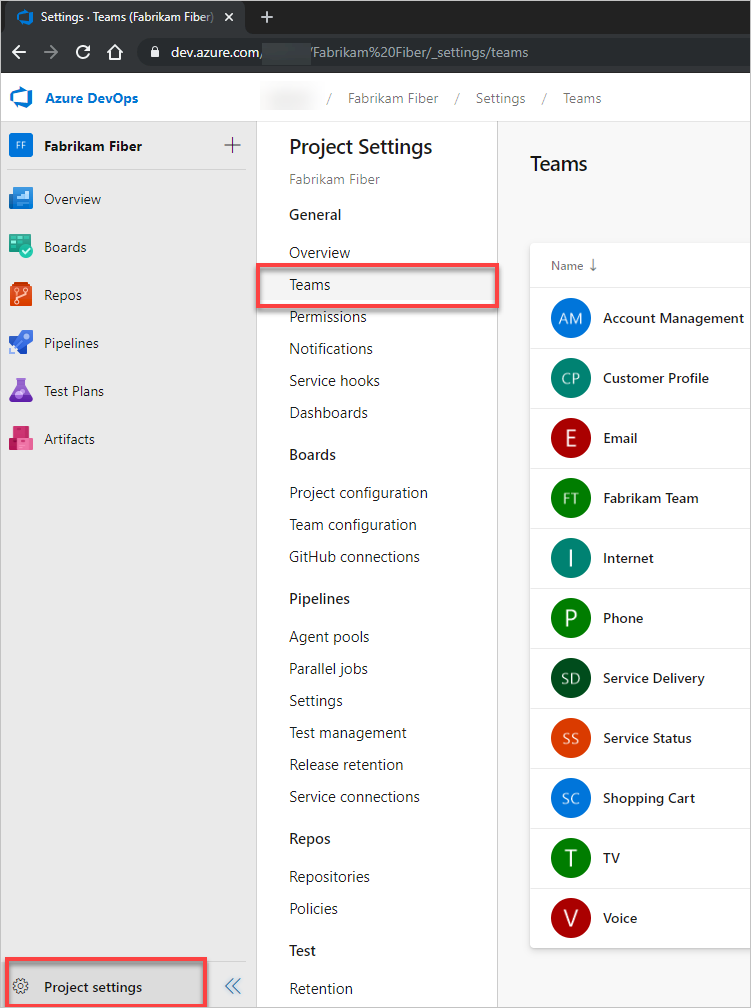 Settings · Teams (Fabrikam Fiber)
dev.azure.com/ /Fabrikam%20Fiber/_settings/teams
Azure DevOps
/ Fabrikam Fiber / Settings / Teams
FF Fabrikam Fiber
Overview
Boards
Repos
Pipelines
Test Plans
Artifacts
Project settings
Project Settings
Fabrikam Fiber
General
Overview
Teams
Permissions
Notifications
Service hooks
Dashboards
Boards
Project configuration
Team configuration
GitHub connections
Pipelines
Agent pools
Parallel jobs
Settings
Test management
Release retention
Service connections
Repos
Repositories
Policies
Test
Retention
Teams
Name ↓
AM Account Management
CP Customer Profile
E Email
FT Fabrikam Team
I Internet
P Phone
SD Service Delivery
SS Service Status
SC Shopping Cart
T TV
V Voice